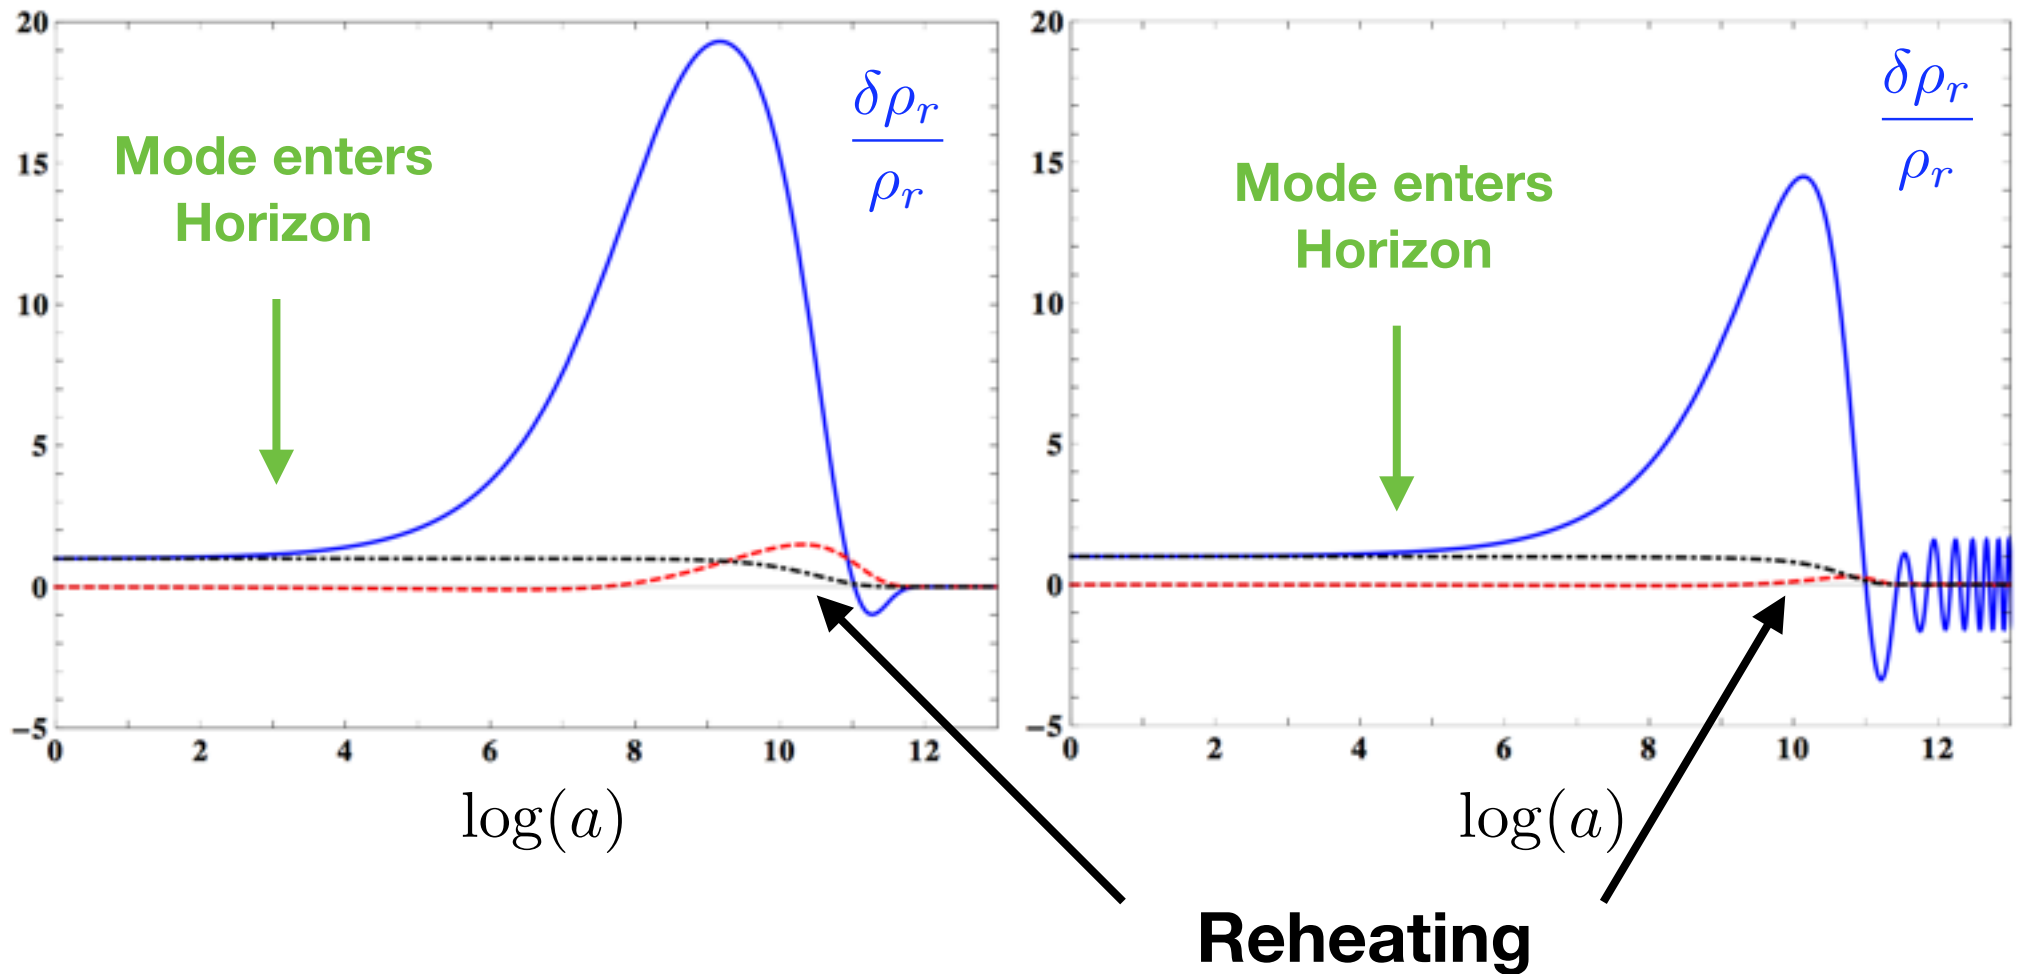 20
15
10
5
0
−5
0 2 4 6 8 10 12
Mode enters
Horizon
δρ_r
ρ_r
log(a)
20
15
10
5
0
−5
0 2 4 6 8 10 12
Mode enters
Horizon
δρ_r
ρ_r
log(a)
Reheating